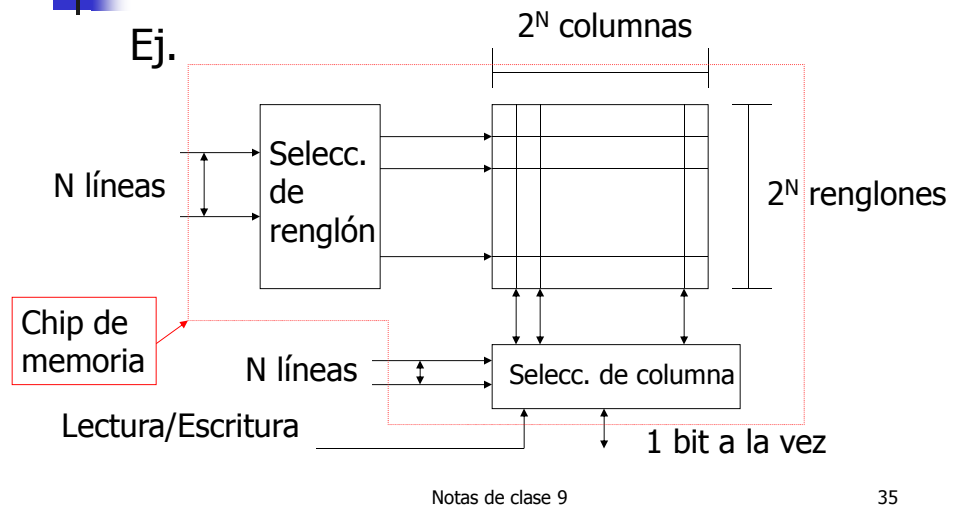 Ej.
2ᴺ columnas
N líneas
Selecc.
de
renglón
2ᴺ renglones
Chip de
memoria
N líneas
Selecc. de columna
Lectura/Escritura
1 bit a la vez
Notas de clase 9
35